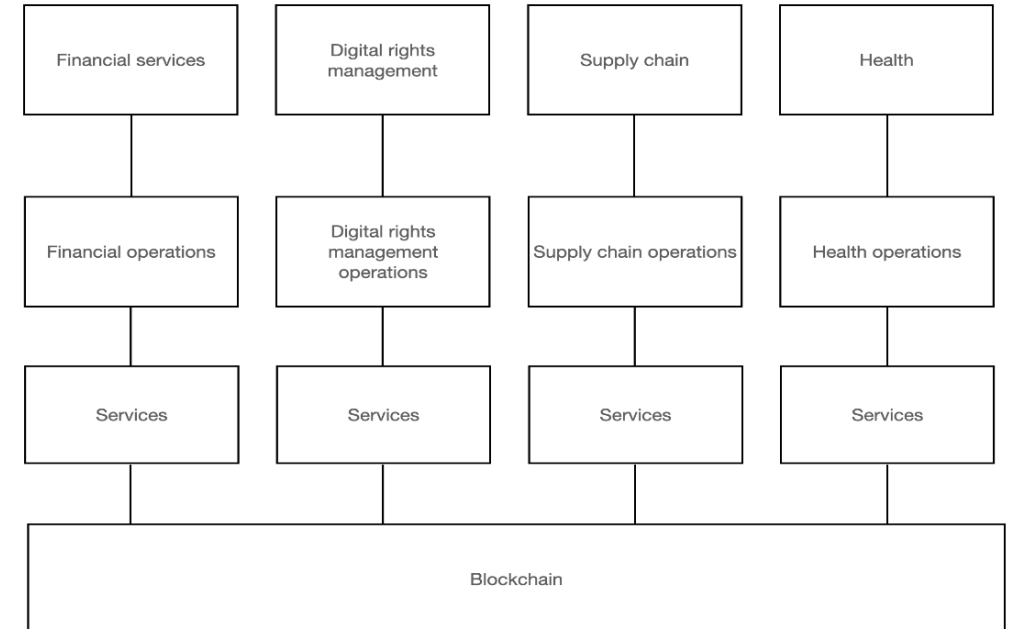 Financial services
Digital rights
management
Supply chain
Health
Financial operations
Digital rights
management
operations
Supply chain operations
Health operations
Services
Services
Services
Services
Blockchain